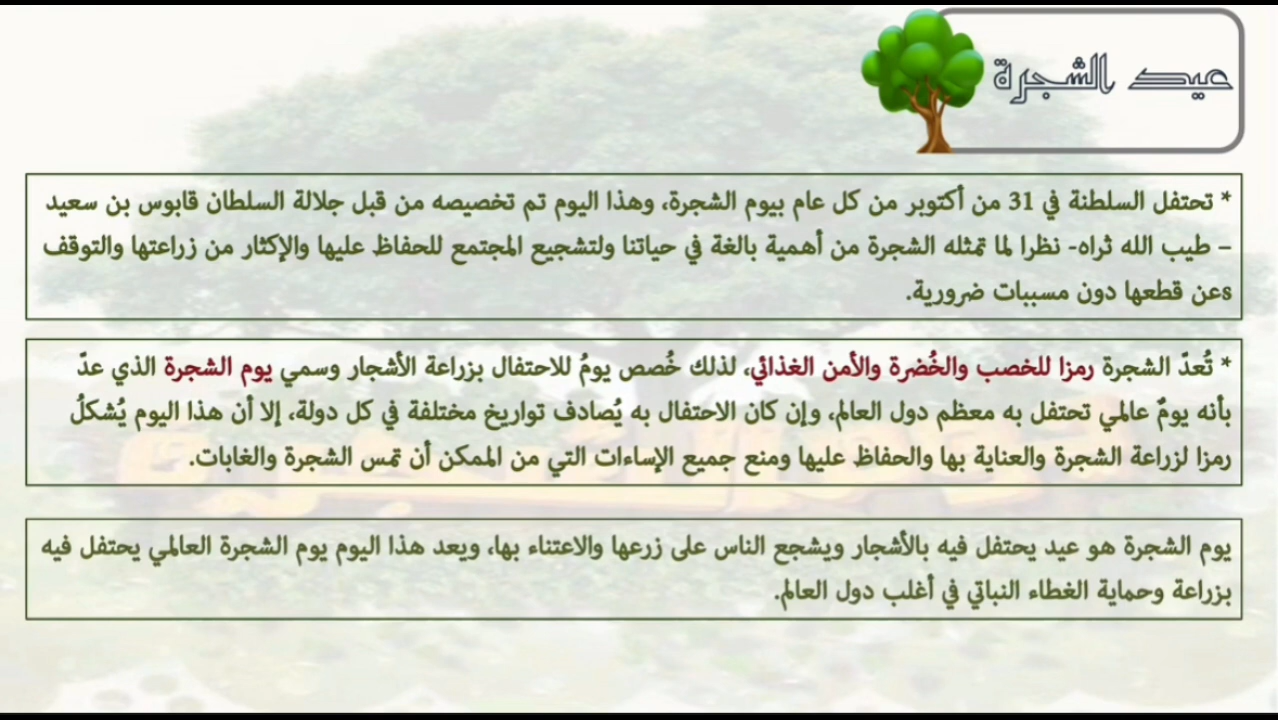 عيد الشجرة
* تحتفل السلطنة في 31 من أكتوبر من كل عام بيوم الشجرة، وهذا اليوم تم تخصيصه من قبل جلالة السلطان قابوس بن سعيد
– طيب الله ثراه- نظرا لما تمثله الشجرة من أهمية بالغة في حياتنا ولتشجيع المجتمع للحفاظ عليها والإكثار من زراعتها والتوقف
sعن قطعها دون مسببات ضرورية.
* تُعدّ الشجرة رمزا للخصب والخُضرة والأمن الغذائي، لذلك خُصص يومُ للاحتفال بزراعة الأشجار وسمي يوم الشجرة الذي عدّ
بأنه يومٌ عالمي تحتفل به معظم دول العالم، وإن كان الاحتفال به يُصادف تواريخ مختلفة في كل دولة، إلا أن هذا اليوم يُشكلُ
رمزا لزراعة الشجرة والعناية بها والحفاظ عليها ومنع جميع الإساءات التي من الممكن أن تمس الشجرة والغابات.
يوم الشجرة هو عيد يحتفل فيه بالأشجار ويشجع الناس على زرعها والاعتناء بها، ويعد هذا اليوم يوم الشجرة العالمي يحتفل فيه
بزراعة وحماية الغطاء النباتي في أغلب دول العالم.